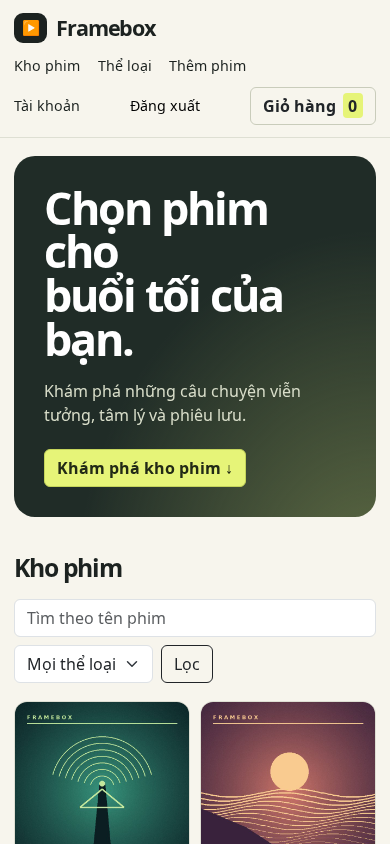 Framebox
Kho phim Thể loại Thêm phim
Tài khoản Đăng xuất Giỏ hàng 0
Chọn phim
cho
buổi tối của
bạn.
Khám phá những câu chuyện viễn
tưởng, tâm lý và phiêu lưu.
Khám phá kho phim ↓
Kho phim
Tìm theo tên phim
Mọi thể loại Lọc
FRAMEBOX FRAMEBOX